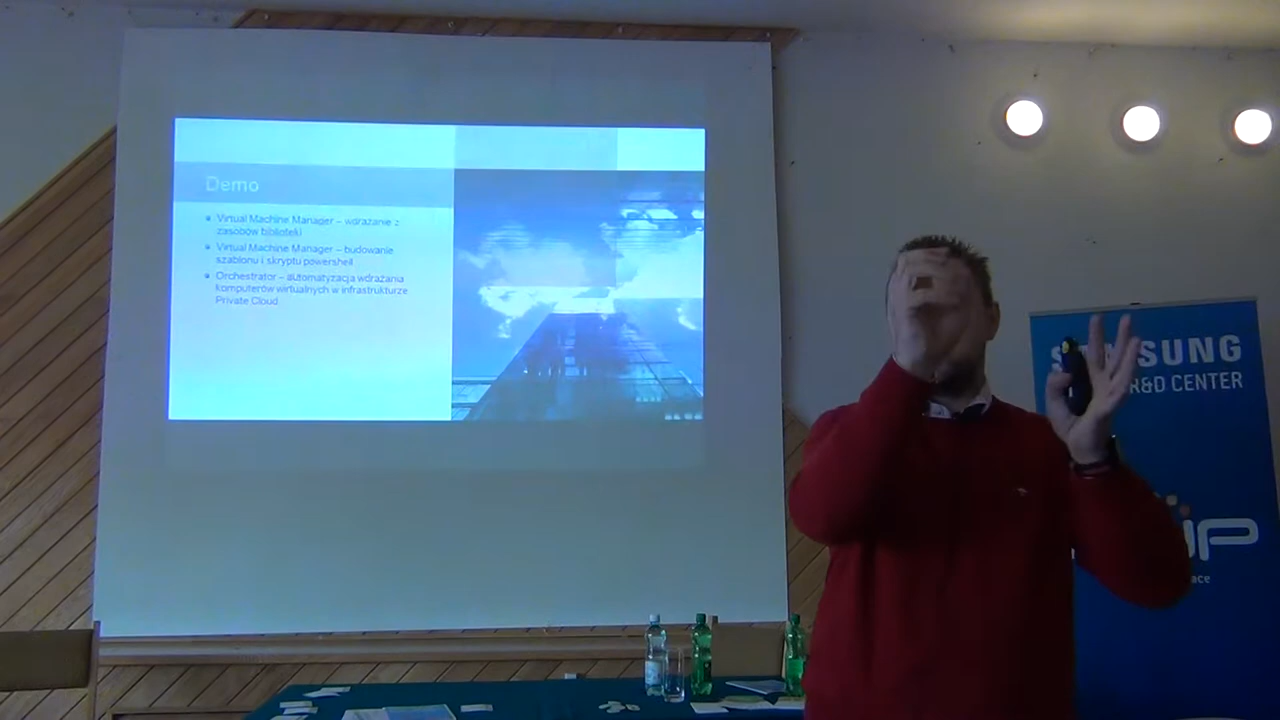 Demo
Virtual Machine Manager – wdrażanie z
zasobów biblioteki
Virtual Machine Manager – budowanie
szablonu i skryptu powershell
Orchestrator – automatyzacja wdrażania
komputerów wirtualnych w infrastrukturze
Private Cloud
SUNG
R&D CENTER